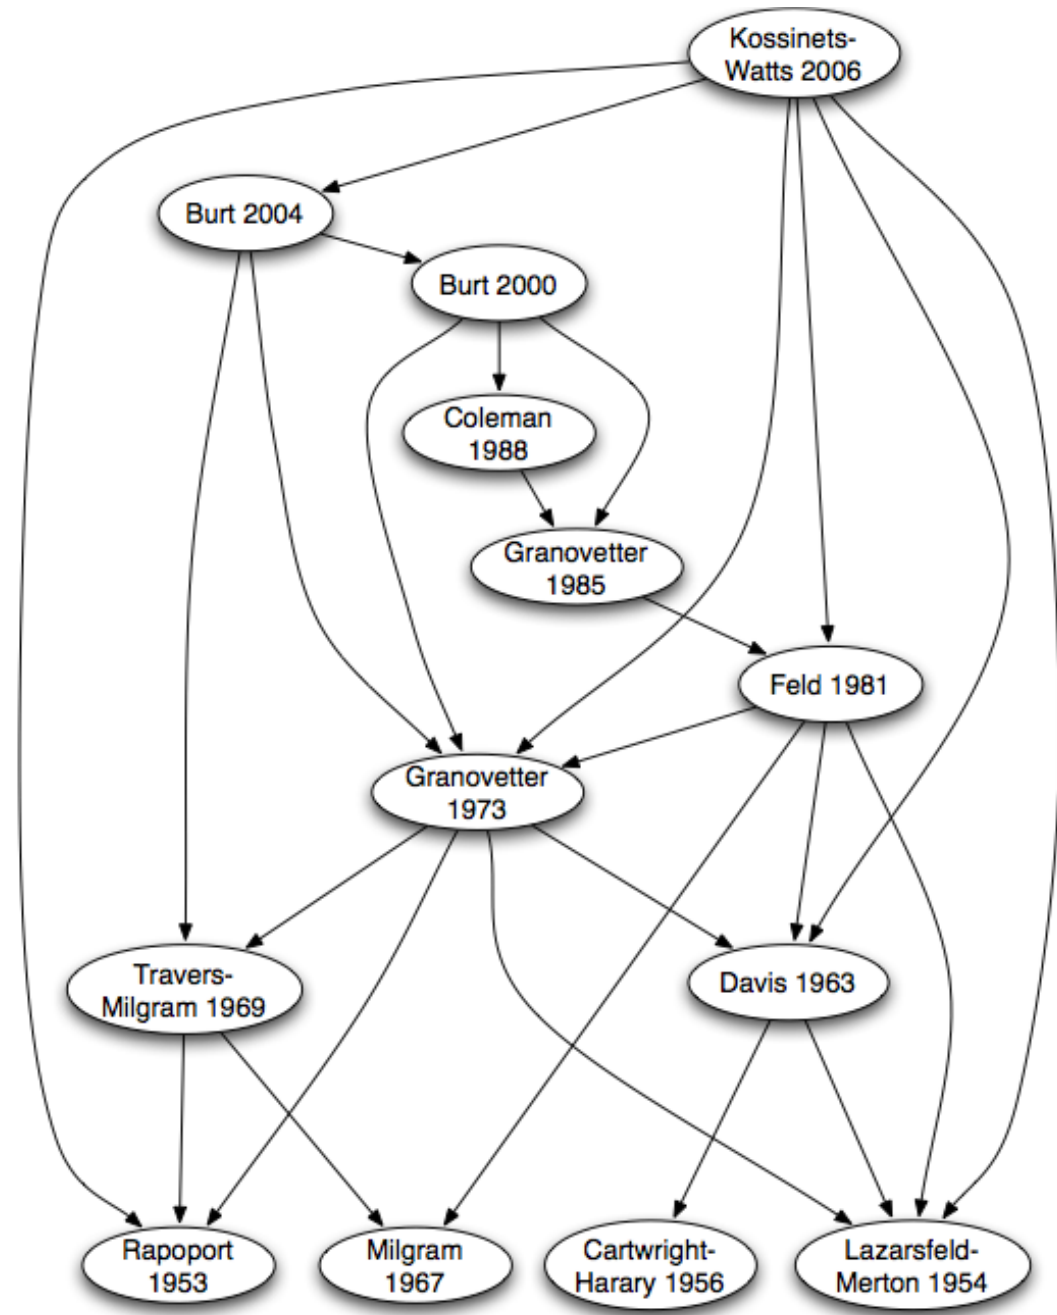 Kossinets-
Watts 2006
Burt 2004
Burt 2000
Coleman
1988
Granovetter
1985
Feld 1981
Granovetter
1973
Travers-
Milgram 1969
Davis 1963
Rapoport
1953
Milgram
1967
Cartwright-
Harary 1956
Lazarsfeld-
Merton 1954